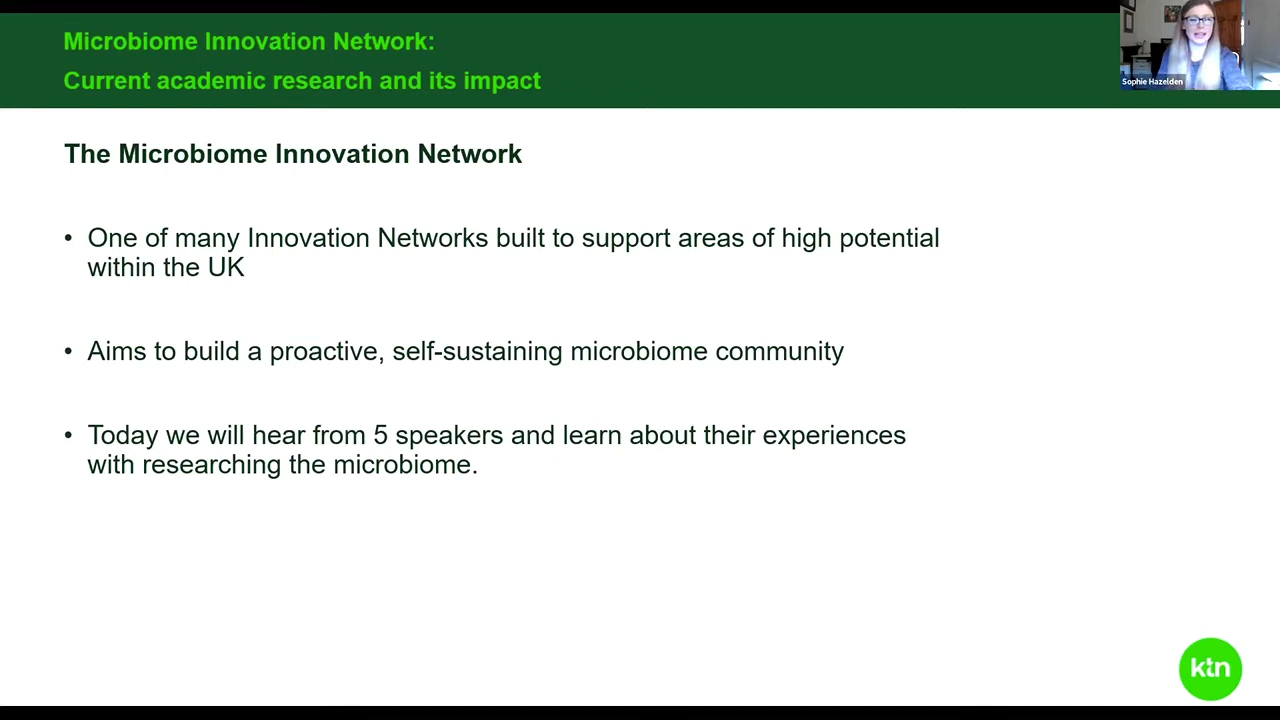 Microbiome Innovation Network:
Current academic research and its impact
Sophie Hazelden
The Microbiome Innovation Network
• One of many Innovation Networks built to support areas of high potential
within the UK
• Aims to build a proactive, self-sustaining microbiome community
• Today we will hear from 5 speakers and learn about their experiences
with researching the microbiome.
ktn